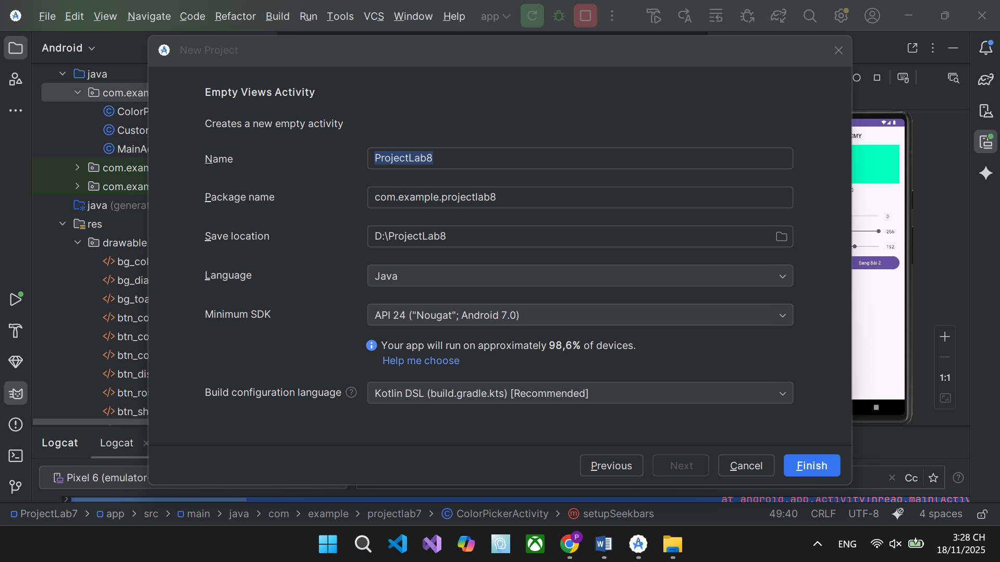 File Edit View Navigate Code Refactor Build Run Tools VCS Window Help app
Android
New Project
java
com.exam
ColorP
Custor
MainAc
com.exam
com.exam
java (generat
res
drawable
bg_col
bg_dia
bg_toa
btn_co
btn_co
btn_co
btn_dis
btn_rou
btn_sh
Empty Views Activity
Creates a new empty activity
Name
ProjectLab8
Package name
com.example.projectlab8
Save location
D:\ProjectLab8
Language
Java
Minimum SDK
API 24 ("Nougat"; Android 7.0)
Your app will run on approximately 98,6% of devices.
Help me choose
Build configuration language
Kotlin DSL (build.gradle.kts) [Recommended]
Previous Next Cancel Finish
CMY
0
255
192
Sang Bài 2
1:1
Logcat Logcat
Pixel 6 (emulator-
Cc
at android.app.ActivityThread.main(Activ
ProjectLab7 > app > src > main > java > com > example > projectlab7 > ColorPickerActivity > setupSeekbars 49:40 CRLF UTF-8 4 spaces
P
ENG
3:28 CH
18/11/2025